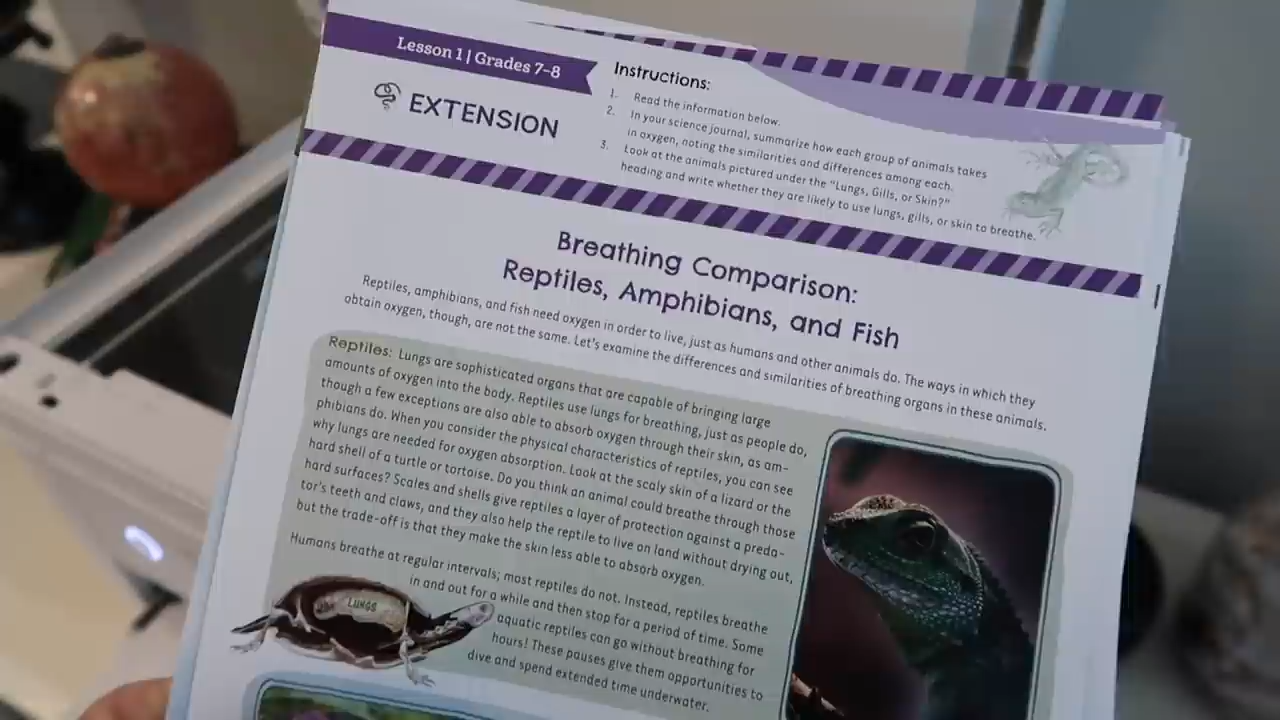 Lesson 1 | Grades 7–8
EXTENSION
Instructions:
1. Read the information below.
2. In your science journal, summarize how each group of animals takes
in oxygen, noting the similarities and differences among each.
3. Look at the animals pictured under the "Lungs, Gills, or Skin?"
heading and write whether they are likely to use lungs, gills, or skin to breathe.
Breathing Comparison:
Reptiles, Amphibians, and Fish
Reptiles, amphibians, and fish need oxygen in order to live, just as humans and other animals do. The ways in which they
obtain oxygen, though, are not the same. Let's examine the differences and similarities of breathing organs in these animals.
Reptiles: Lungs are sophisticated organs that are capable of bringing large
amounts of oxygen into the body. Reptiles use lungs for breathing, just as people do,
though a few exceptions are also able to absorb oxygen through their skin, as am-
phibians do. When you consider the physical characteristics of reptiles, you can see
why lungs are needed for oxygen absorption. Look at the scaly skin of a lizard or the
hard shell of a turtle or tortoise. Do you think an animal could breathe through those
hard surfaces? Scales and shells give reptiles a layer of protection against a preda-
tor's teeth and claws, and they also help the reptile to live on land without drying out,
but the trade-off is that they make the skin less able to absorb oxygen.
Humans breathe at regular intervals; most reptiles do not. Instead, reptiles breathe
in and out for a while and then stop for a period of time. Some
aquatic reptiles can go without breathing for
hours! These pauses give them opportunities to
dive and spend extended time underwater.
LUNGS